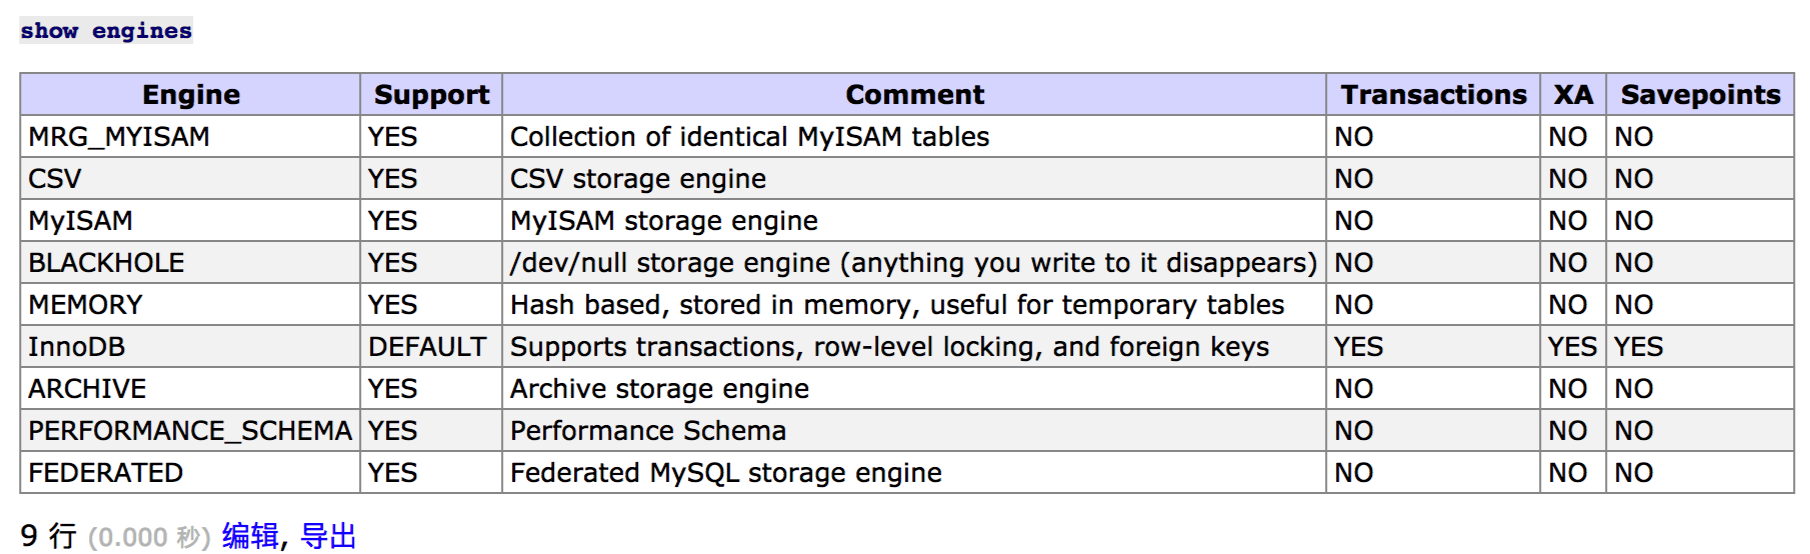 show engines
Engine Support Comment Transactions XA Savepoints
MRG_MYISAM YES Collection of identical MyISAM tables NO NO NO
CSV YES CSV storage engine NO NO NO
MyISAM YES MyISAM storage engine NO NO NO
BLACKHOLE YES /dev/null storage engine (anything you write to it disappears) NO NO NO
MEMORY YES Hash based, stored in memory, useful for temporary tables NO NO NO
InnoDB DEFAULT Supports transactions, row-level locking, and foreign keys YES YES YES
ARCHIVE YES Archive storage engine NO NO NO
PERFORMANCE_SCHEMA YES Performance Schema NO NO NO
FEDERATED YES Federated MySQL storage engine NO NO NO
9 行 (0.000 秒) 编辑, 导出